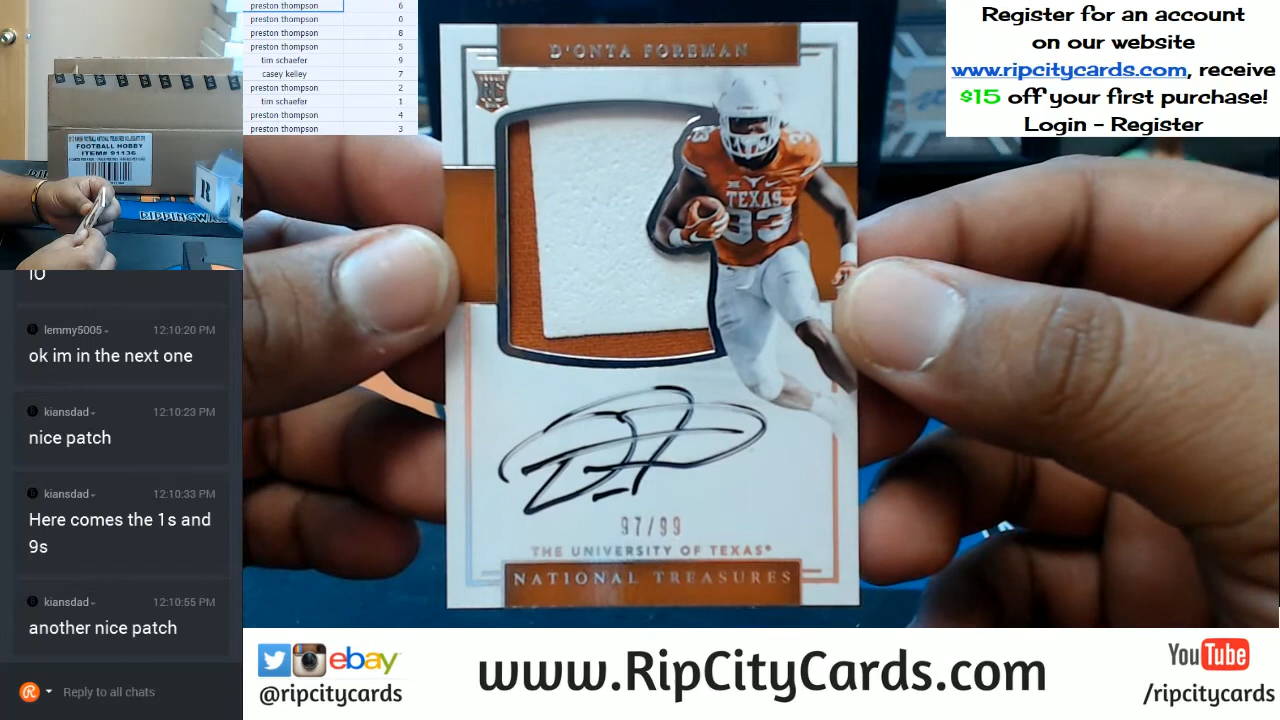 preston thompson 6
preston thompson 0
preston thompson 8
preston thompson 5
tim schaefer 9
casey kelley 7
preston thompson 2
tim schaefer 1
preston thompson 4
preston thompson 3
FOOTBALL HOBBY
ITEM# 91136
R
RIPPINGWA
10
lemmy5005 12:10:20 PM
ok im in the next one
kiansdad 12:10:23 PM
nice patch
kiansdad 12:10:33 PM
Here comes the 1s and
9s
kiansdad 12:10:55 PM
another nice patch
Reply to all chats
D'ONTA FOREMAN
RC
TEXAS
33
97/99
THE UNIVERSITY OF TEXAS
NATIONAL TREASURES
Register for an account
on our website
www.ripcitycards.com, receive
$15 off your first purchase!
Login - Register
ebay
@ripcitycards
www.RipCityCards.com
YouTube
/ripcitycards